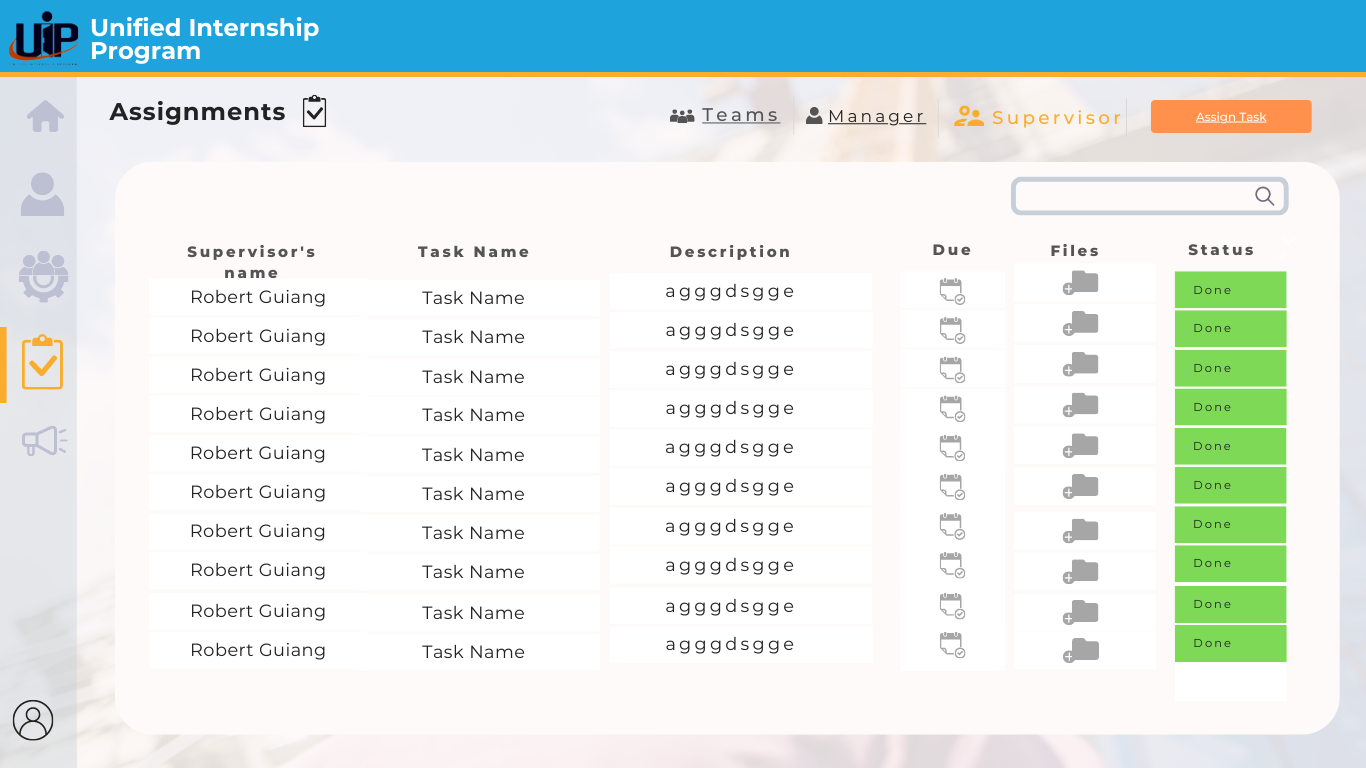 UiP Unified Internship
Program
Assignments Teams Manager Supervisor Assign Task
Supervisor's
name Task Name Description Due Files Status
Robert Guiang Task Name agggdsgge Done
Robert Guiang Task Name agggdsgge Done
Robert Guiang Task Name agggdsgge Done
Robert Guiang Task Name agggdsgge Done
Robert Guiang Task Name agggdsgge Done
Robert Guiang Task Name agggdsgge Done
Robert Guiang Task Name agggdsgge Done
Robert Guiang Task Name agggdsgge Done
Robert Guiang Task Name agggdsgge Done
Robert Guiang Task Name agggdsgge Done